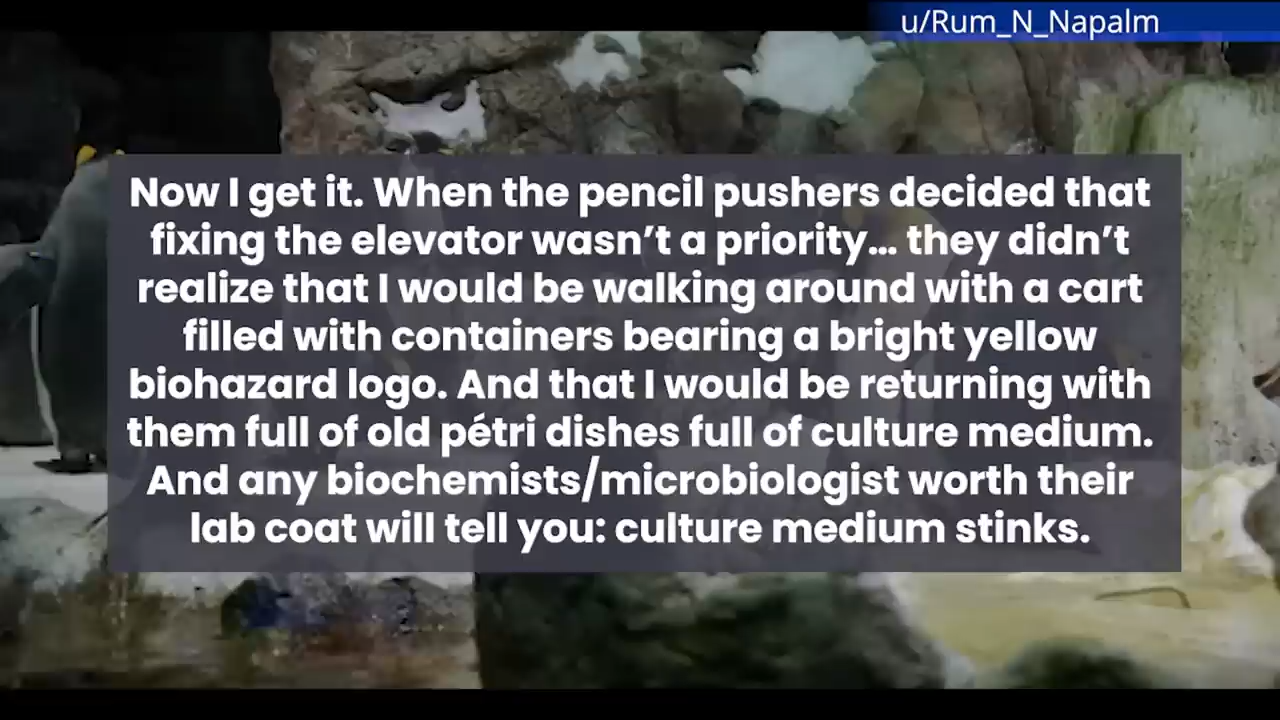 u/Rum_N_Napalm
Now I get it. When the pencil pushers decided that
fixing the elevator wasn’t a priority… they didn’t
realize that I would be walking around with a cart
filled with containers bearing a bright yellow
biohazard logo. And that I would be returning with
them full of old pétri dishes full of culture medium.
And any biochemists/microbiologist worth their
lab coat will tell you: culture medium stinks.